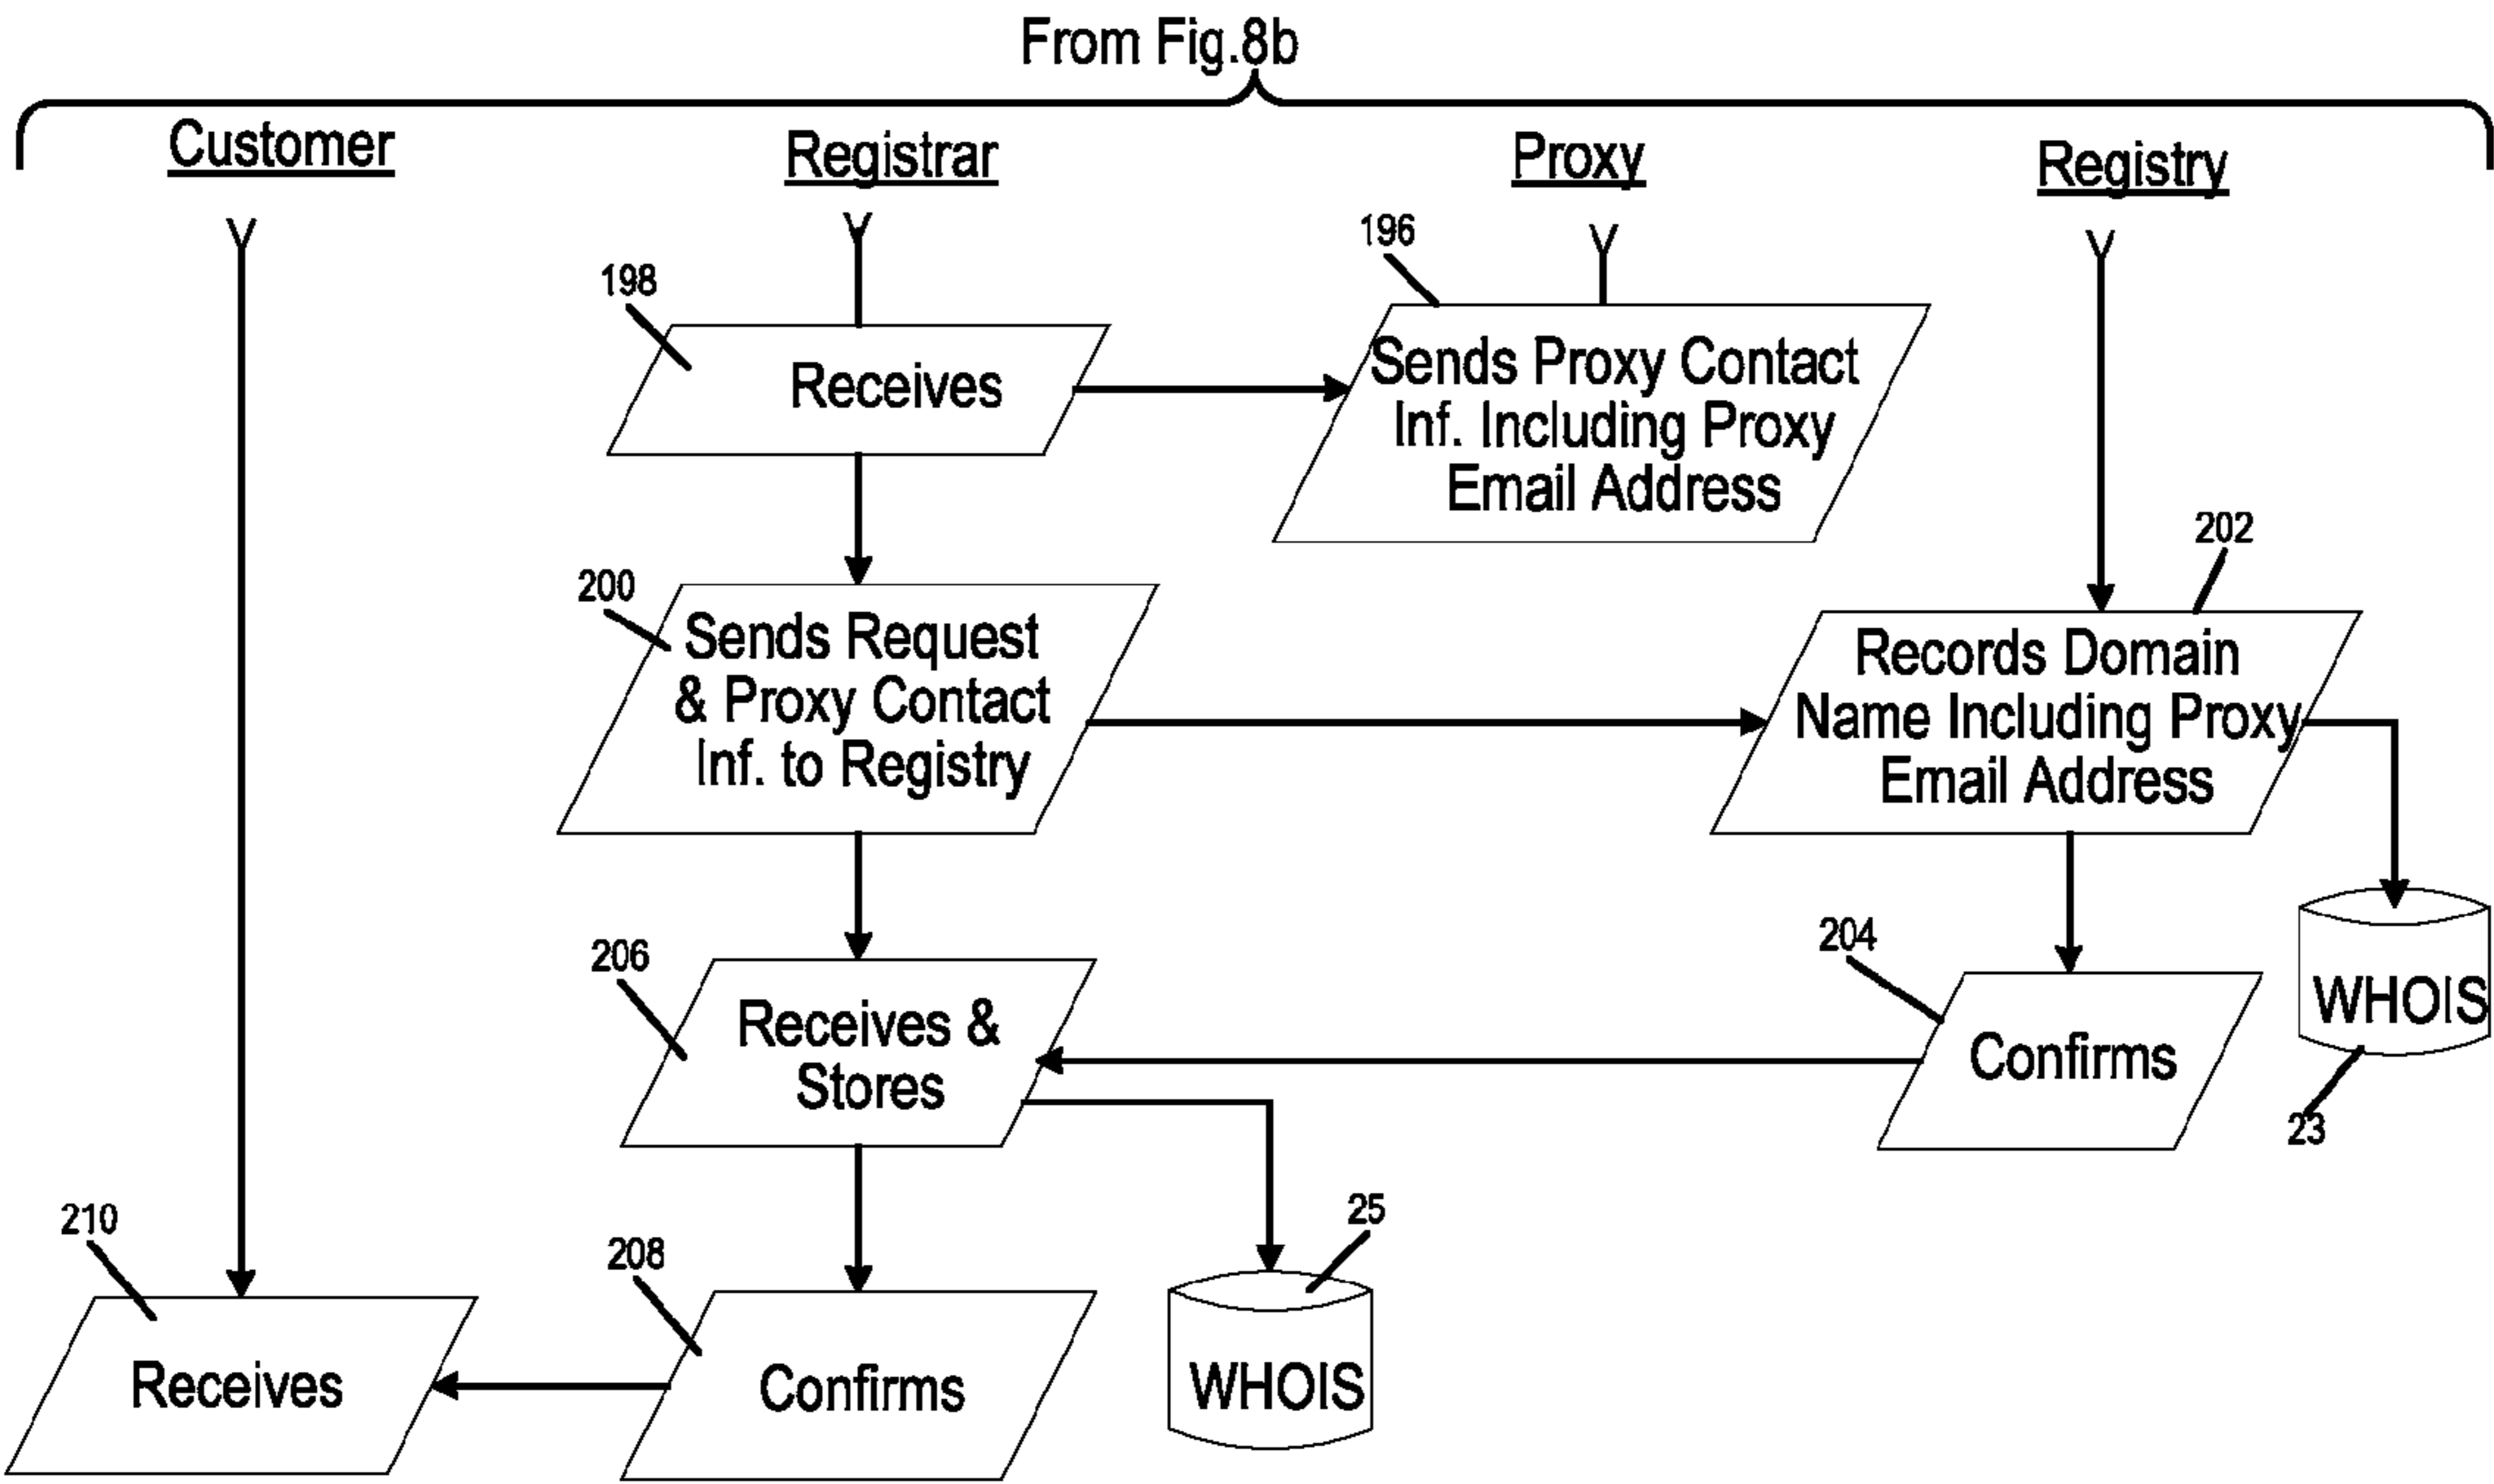 From Fig.8b
Customer
Registrar
Proxy
Registry
198
Receives
196
Sends Proxy Contact
Inf. Including Proxy
Email Address
200
Sends Request
& Proxy Contact
Inf. to Registry
202
Records Domain
Name Including Proxy
Email Address
206
Receives &
Stores
204
Confirms
WHOIS
23
210
Receives
208
Confirms
25
WHOIS